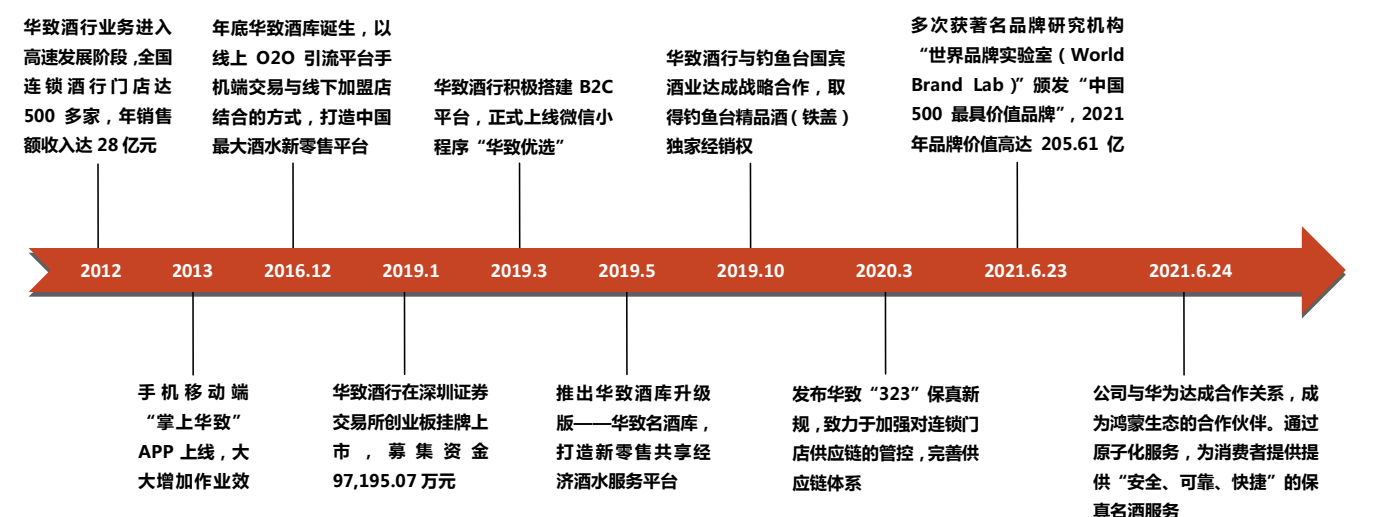 华致酒行业务进入
高速发展阶段,全国
连锁酒行门店达
500 多家，年销售
额收入达 28 亿元
年底华致酒库诞生，以
线上 O2O 引流平台手
机端交易与线下加盟店
结合的方式，打造中国
最大酒水新零售平台
华致酒行积极搭建 B2C
平台，正式上线微信小
程序“华致优选”
华致酒行与钓鱼台国宾
酒业达成战略合作，取
得钓鱼台精品酒（铁盖）
独家经销权
多次获著名品牌研究机构
“世界品牌实验室（World
Brand Lab）”颁发“中国
500 最具价值品牌”，2021
年品牌价值高达 205.61 亿
2012 2013 2016.12 2019.1 2019.3 2019.5 2019.10 2020.3 2021.6.23 2021.6.24
手机移动端
“掌上华致”
APP 上线，大
大增加作业效
华致酒行在深圳证券
交易所创业板挂牌上
市，募集资金
97,195.07 万元
推出华致酒库升级
版——华致名酒库，
打造新零售共享经
济酒水服务平台
发布华致“323”保真新
规，致力于加强对连锁门
店供应链的管控，完善供
应链体系
公司与华为达成合作关系，成
为鸿蒙生态的合作伙伴。通过
原子化服务，为消费者提供提
供“安全、可靠、快捷”的保
真名酒服务